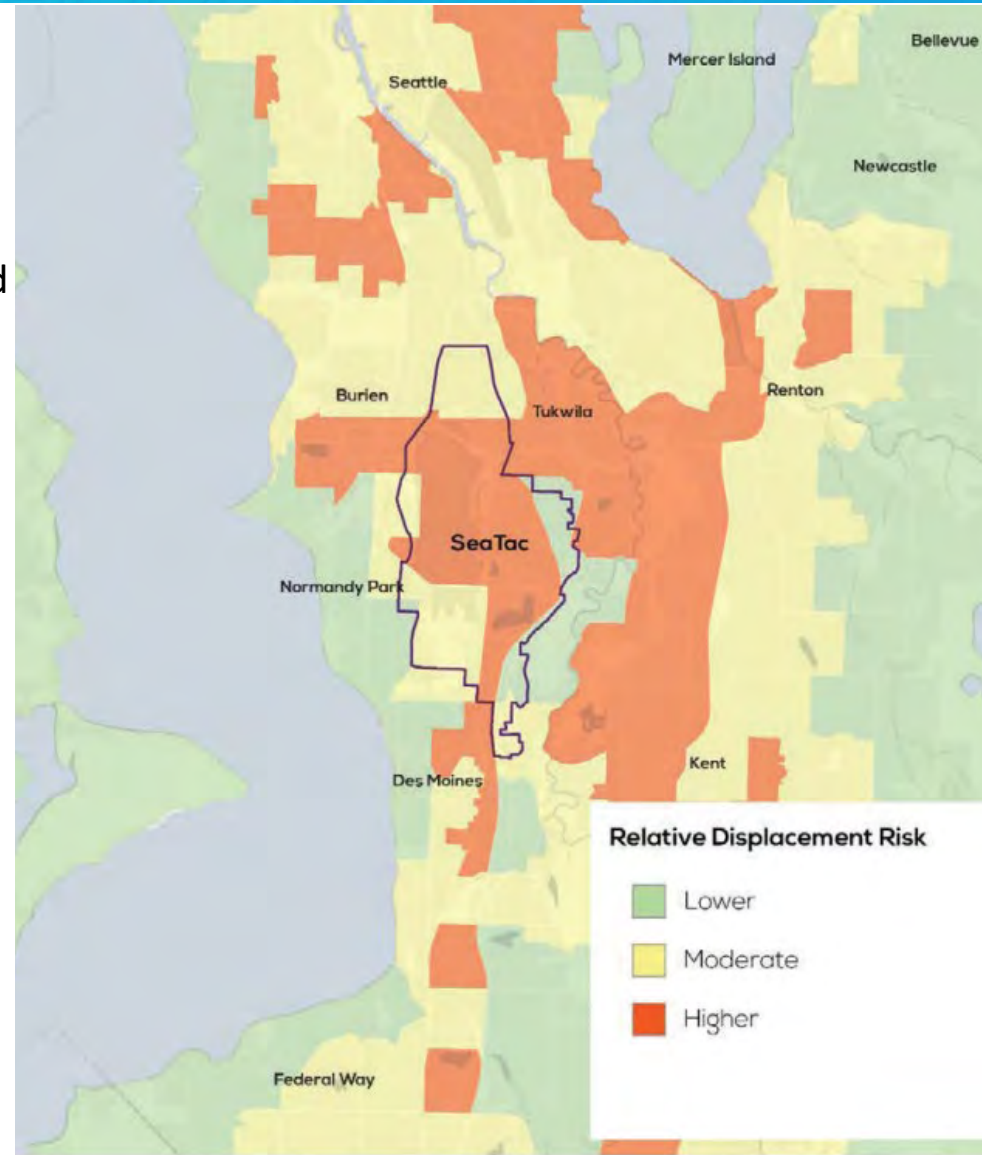 Bellevue
Mercer Island
Seattle
Newcastle
d
Burien
Renton
Tukwila
SeaTac
Normandy Park
Kent
Des Moines
Relative Displacement Risk
Lower
Moderate
Higher
Federal Way